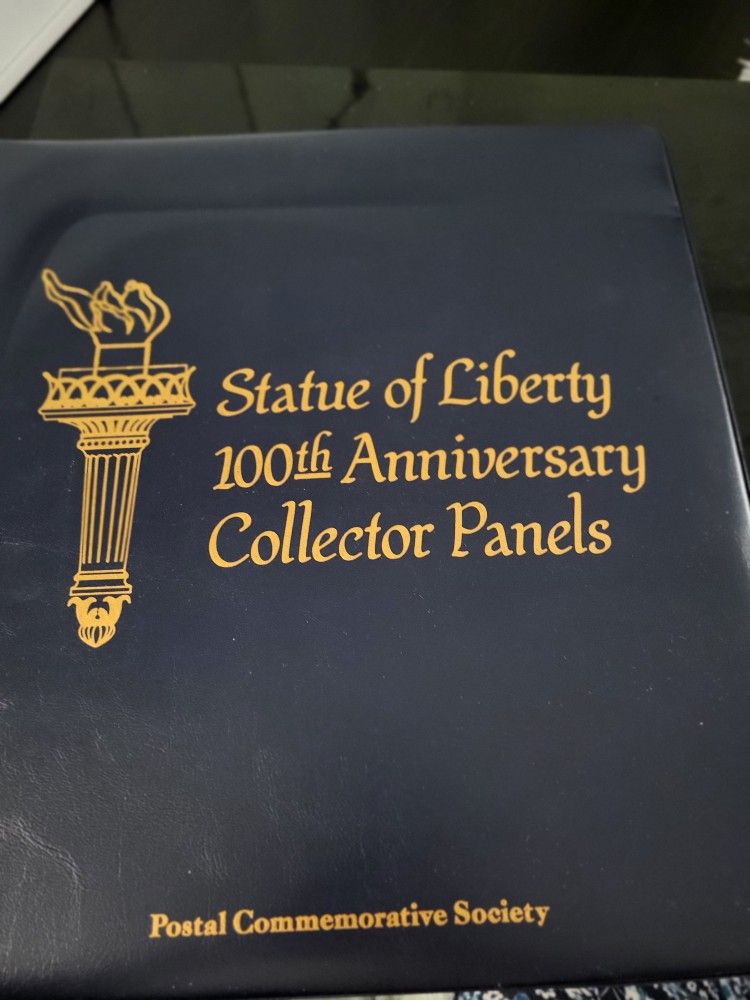 Statue of Liberty
100th Anniversary
Collector Panels
Postal Commemorative Society